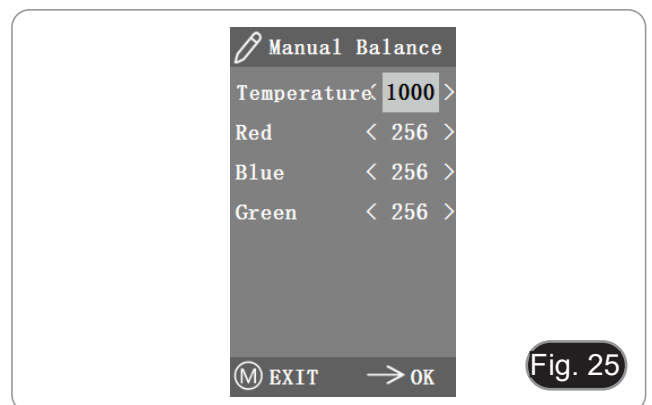 Manual Balance
Temperature< 1000 >
Red < 256 >
Blue < 256 >
Green < 256 >
M EXIT → OK
Fig. 25